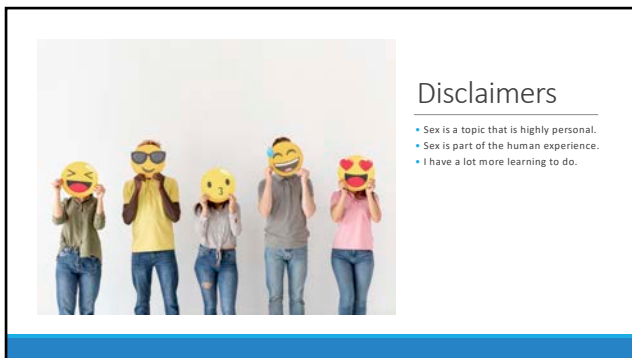 Disclaimers
• Sex is a topic that is highly personal.
• Sex is part of the human experience.
• I have a lot more learning to do.